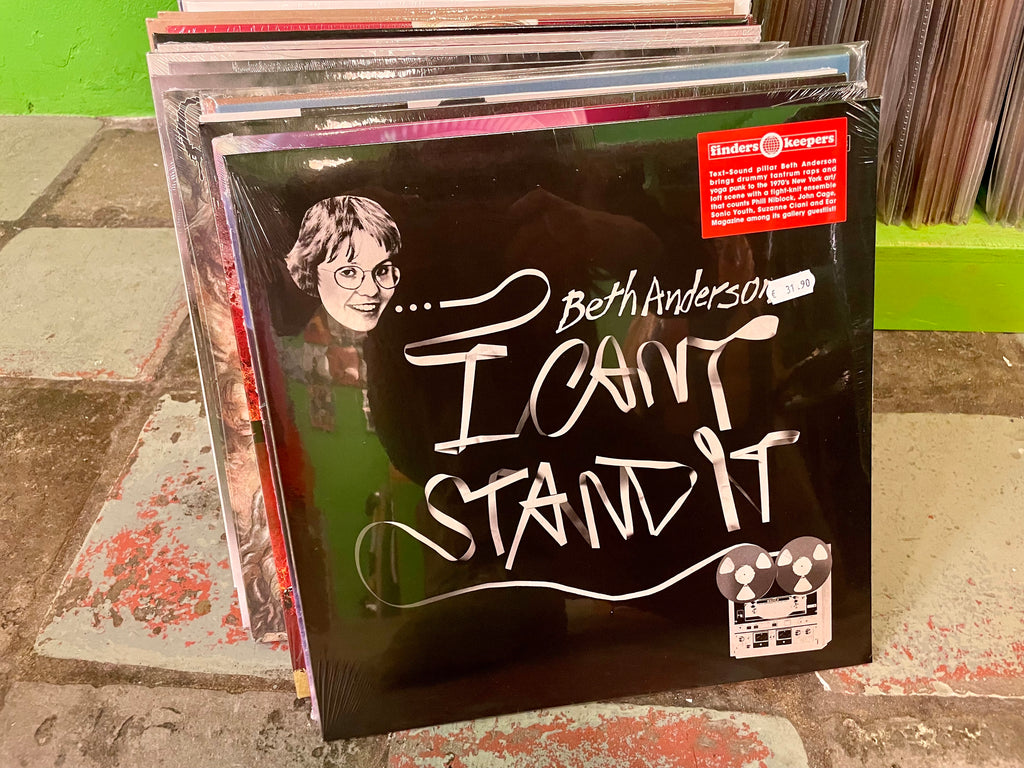 finders keepers
Text-Sound pillar Beth Anderson
brings drummy tantrum raps and
yoga punk to the 1970's New York art/
loft scene with a tight-knit ensemble
that counts Phill Niblock, John Cage,
Sonic Youth, Suzanne Ciani and Ear
Magazine among its gallery guestlist!
Beth Anderson
€ 31.90
I CANT
STAND IT